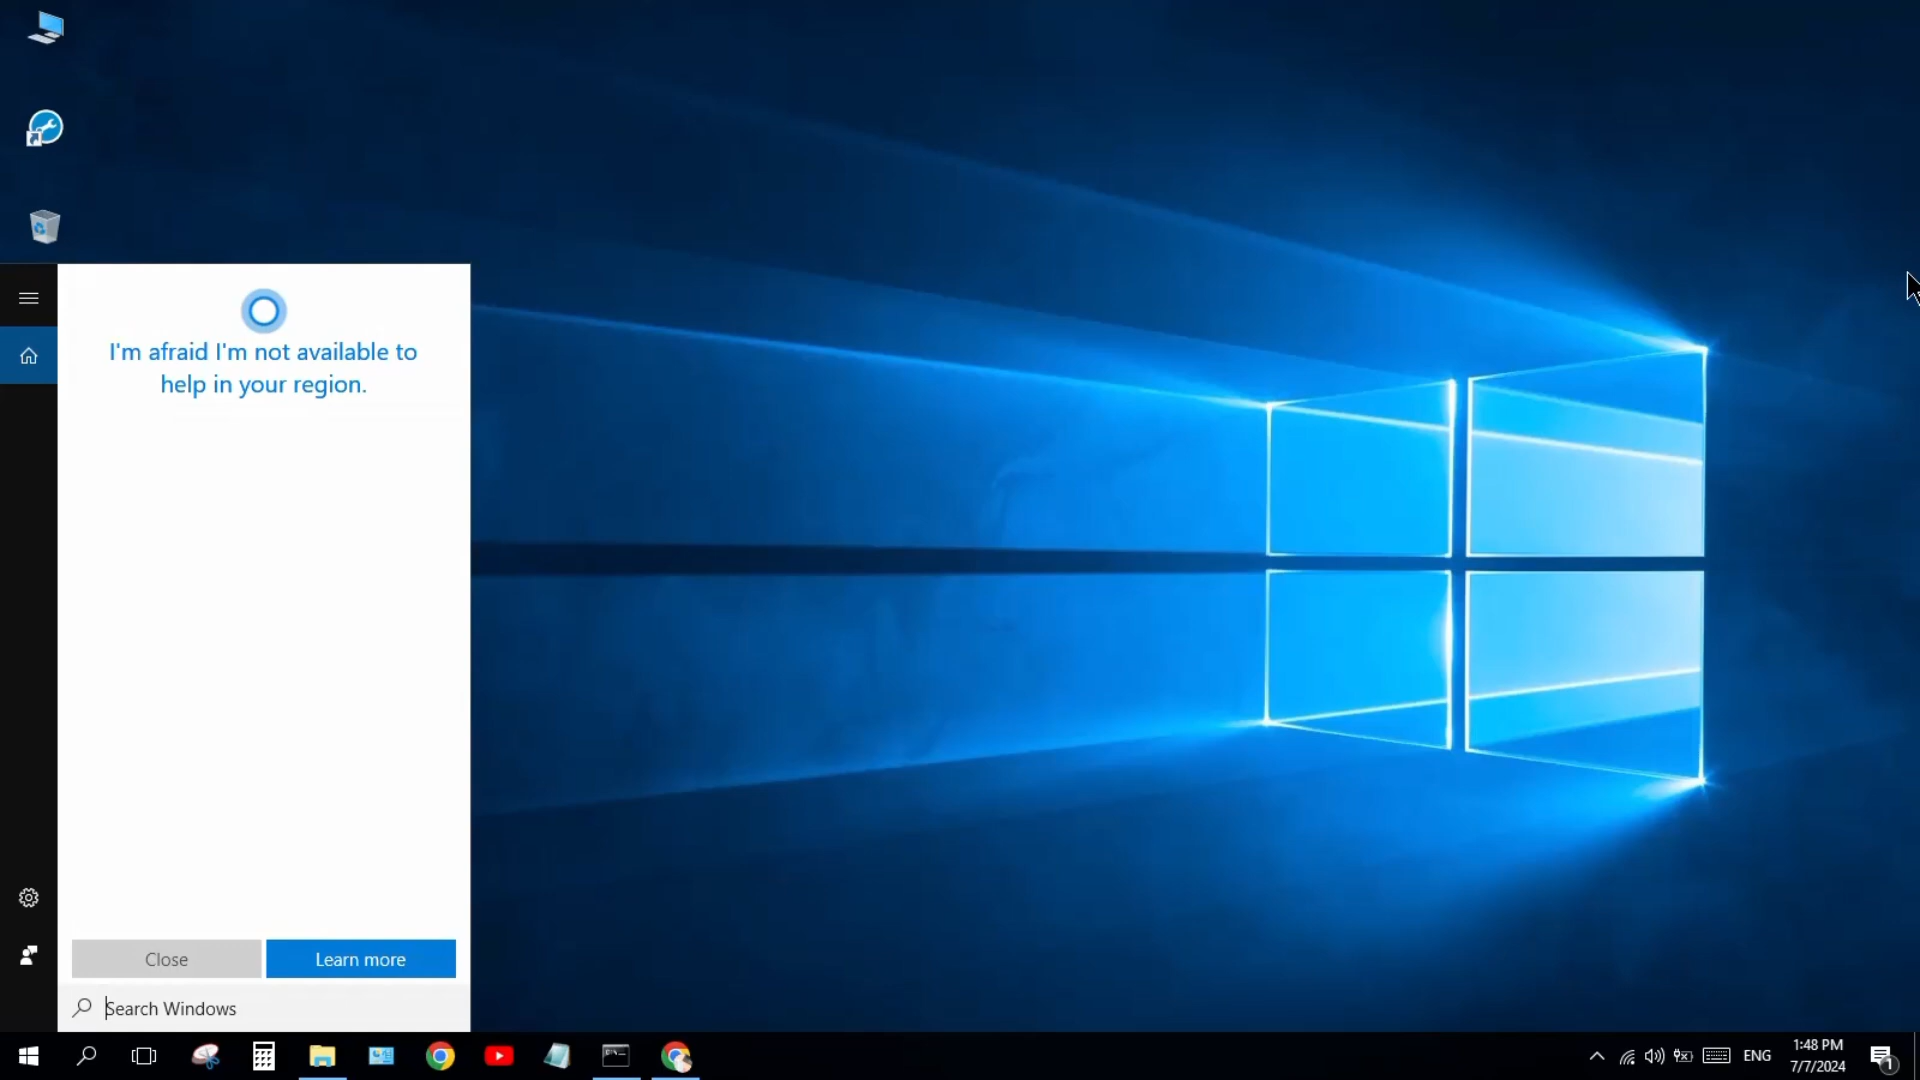 I'm afraid I'm not available to
help in your region.
Close
Learn more
Search Windows
ENG
1:48 PM
7/7/2024
1